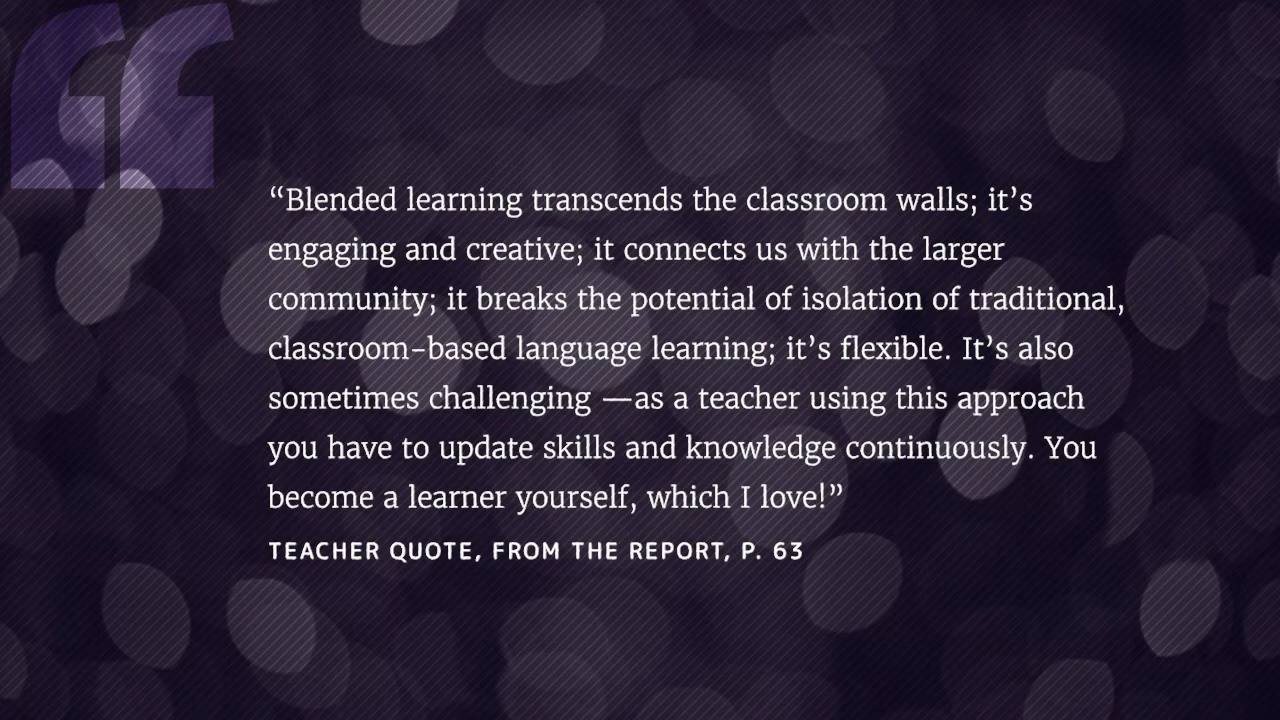 “Blended learning transcends the classroom walls; it’s
engaging and creative; it connects us with the larger
community; it breaks the potential of isolation of traditional,
classroom-based language learning; it’s flexible. It’s also
sometimes challenging —as a teacher using this approach
you have to update skills and knowledge continuously. You
become a learner yourself, which I love!”
TEACHER QUOTE, FROM THE REPORT, P. 63